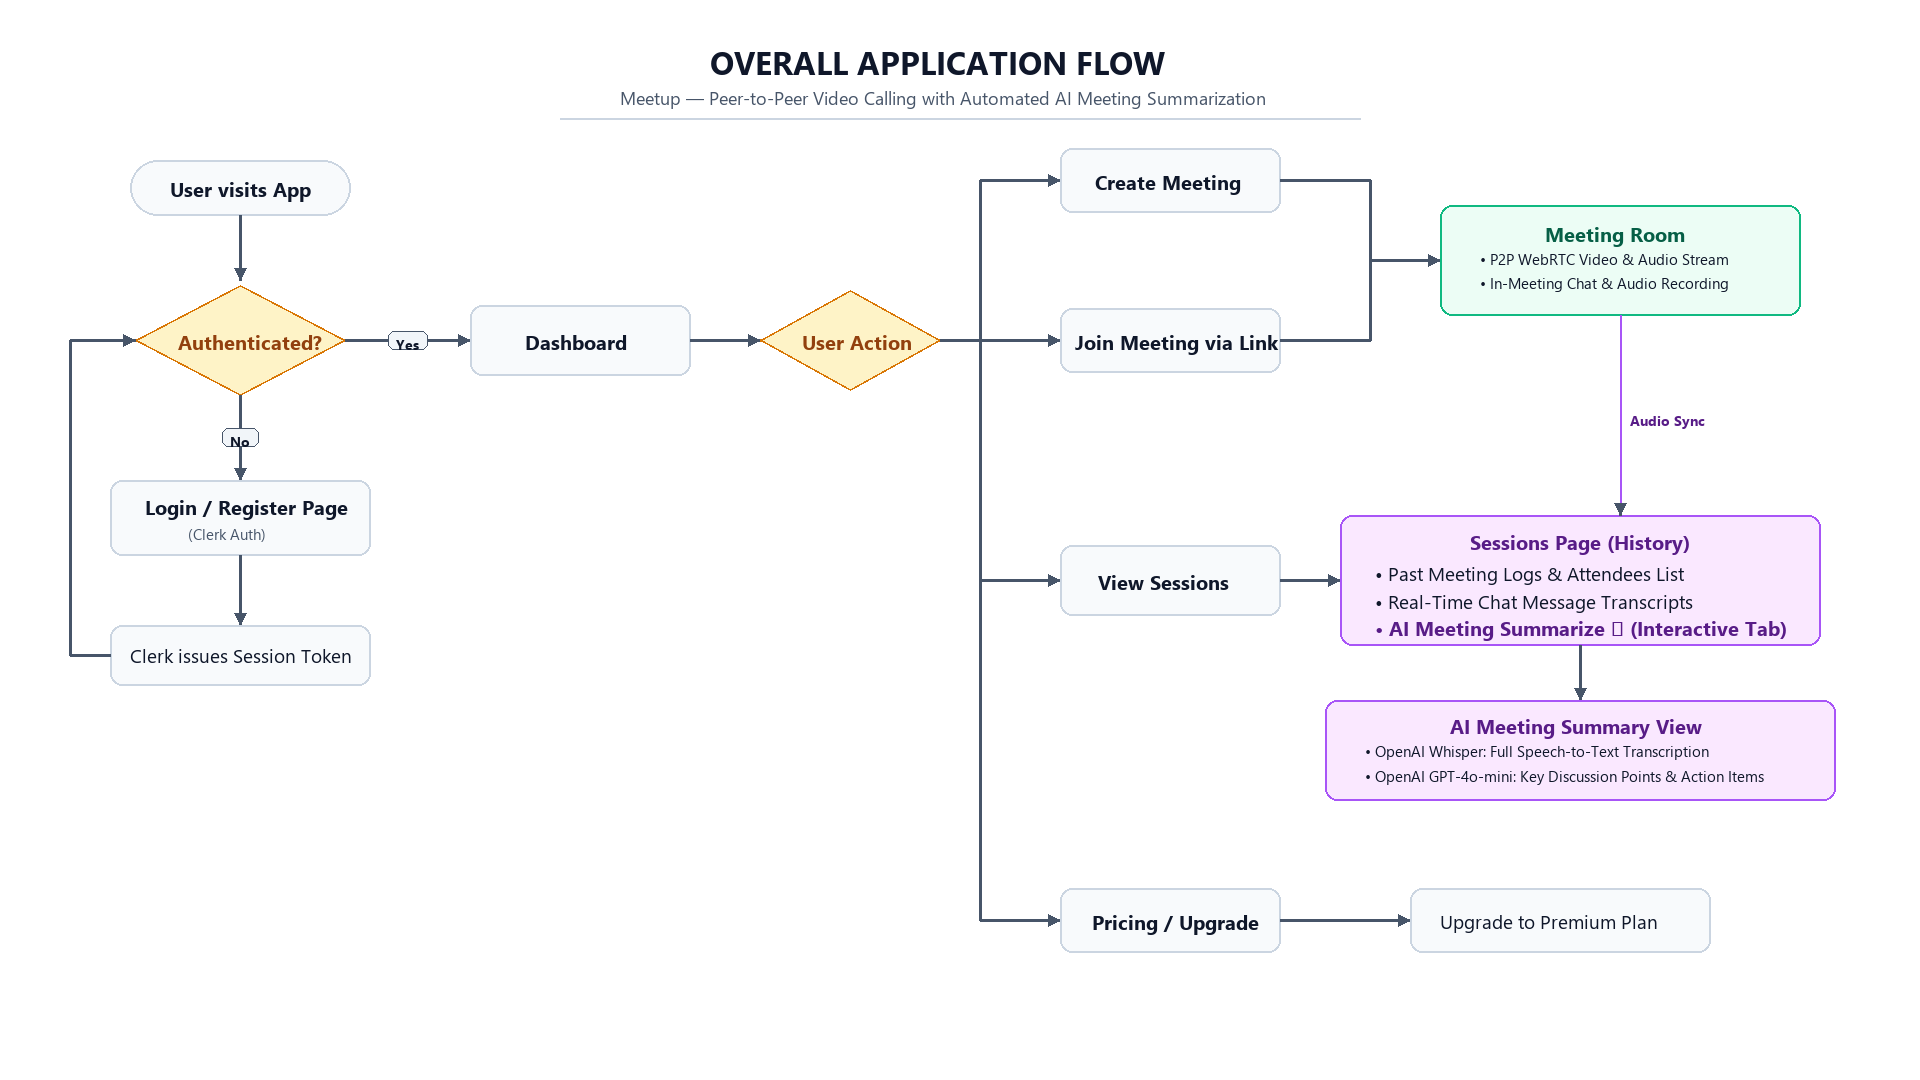 OVERALL APPLICATION FLOW
Meetup — Peer-to-Peer Video Calling with Automated AI Meeting Summarization
User visits App
Authenticated?
Yes
No
Login / Register Page
(Clerk Auth)
Clerk issues Session Token
Dashboard
User Action
Create Meeting
Join Meeting via Link
View Sessions
Pricing / Upgrade
Meeting Room
• P2P WebRTC Video & Audio Stream
• In-Meeting Chat & Audio Recording
Audio Sync
Sessions Page (History)
• Past Meeting Logs & Attendees List
• Real-Time Chat Message Transcripts
• AI Meeting Summarize ▯ (Interactive Tab)
AI Meeting Summary View
• OpenAI Whisper: Full Speech-to-Text Transcription
• OpenAI GPT-4o-mini: Key Discussion Points & Action Items
Upgrade to Premium Plan